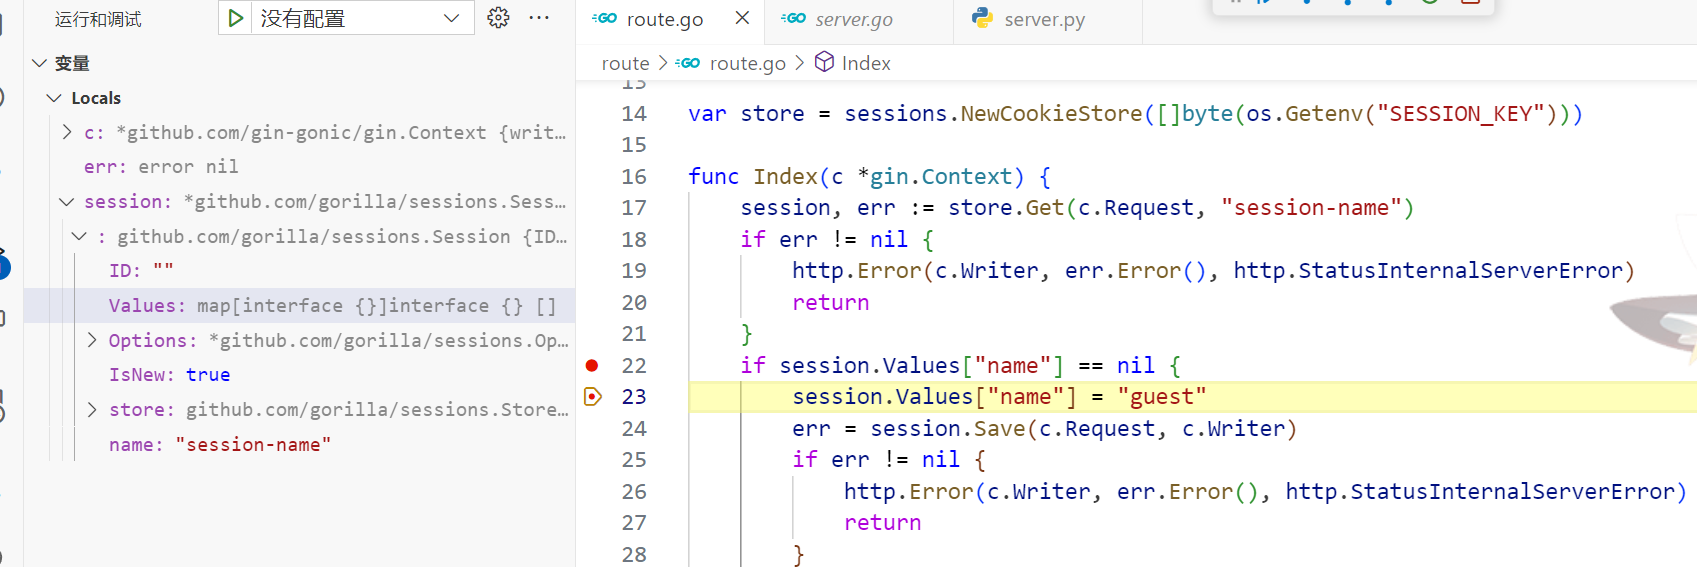 运行和调试
没有配置
变量
Locals
c: *github.com/gin-gonic/gin.Context {writ…
err: error nil
session: *github.com/gorilla/sessions.Sess…
: github.com/gorilla/sessions.Session {ID…
ID: ""
Values: map[interface {}]interface {} []
Options: *github.com/gorilla/sessions.Op…
IsNew: true
store: github.com/gorilla/sessions.Store…
name: "session-name"
GO route.go
GO server.go
server.py
route > GO route.go > Index
13
14 var store = sessions.NewCookieStore([]byte(os.Getenv("SESSION_KEY")))
15
16 func Index(c *gin.Context) {
17 session, err := store.Get(c.Request, "session-name")
18 if err != nil {
19 http.Error(c.Writer, err.Error(), http.StatusInternalServerError)
20 return
21 }
22 if session.Values["name"] == nil {
23 session.Values["name"] = "guest"
24 err = session.Save(c.Request, c.Writer)
25 if err != nil {
26 http.Error(c.Writer, err.Error(), http.StatusInternalServerError)
27 return
28 }